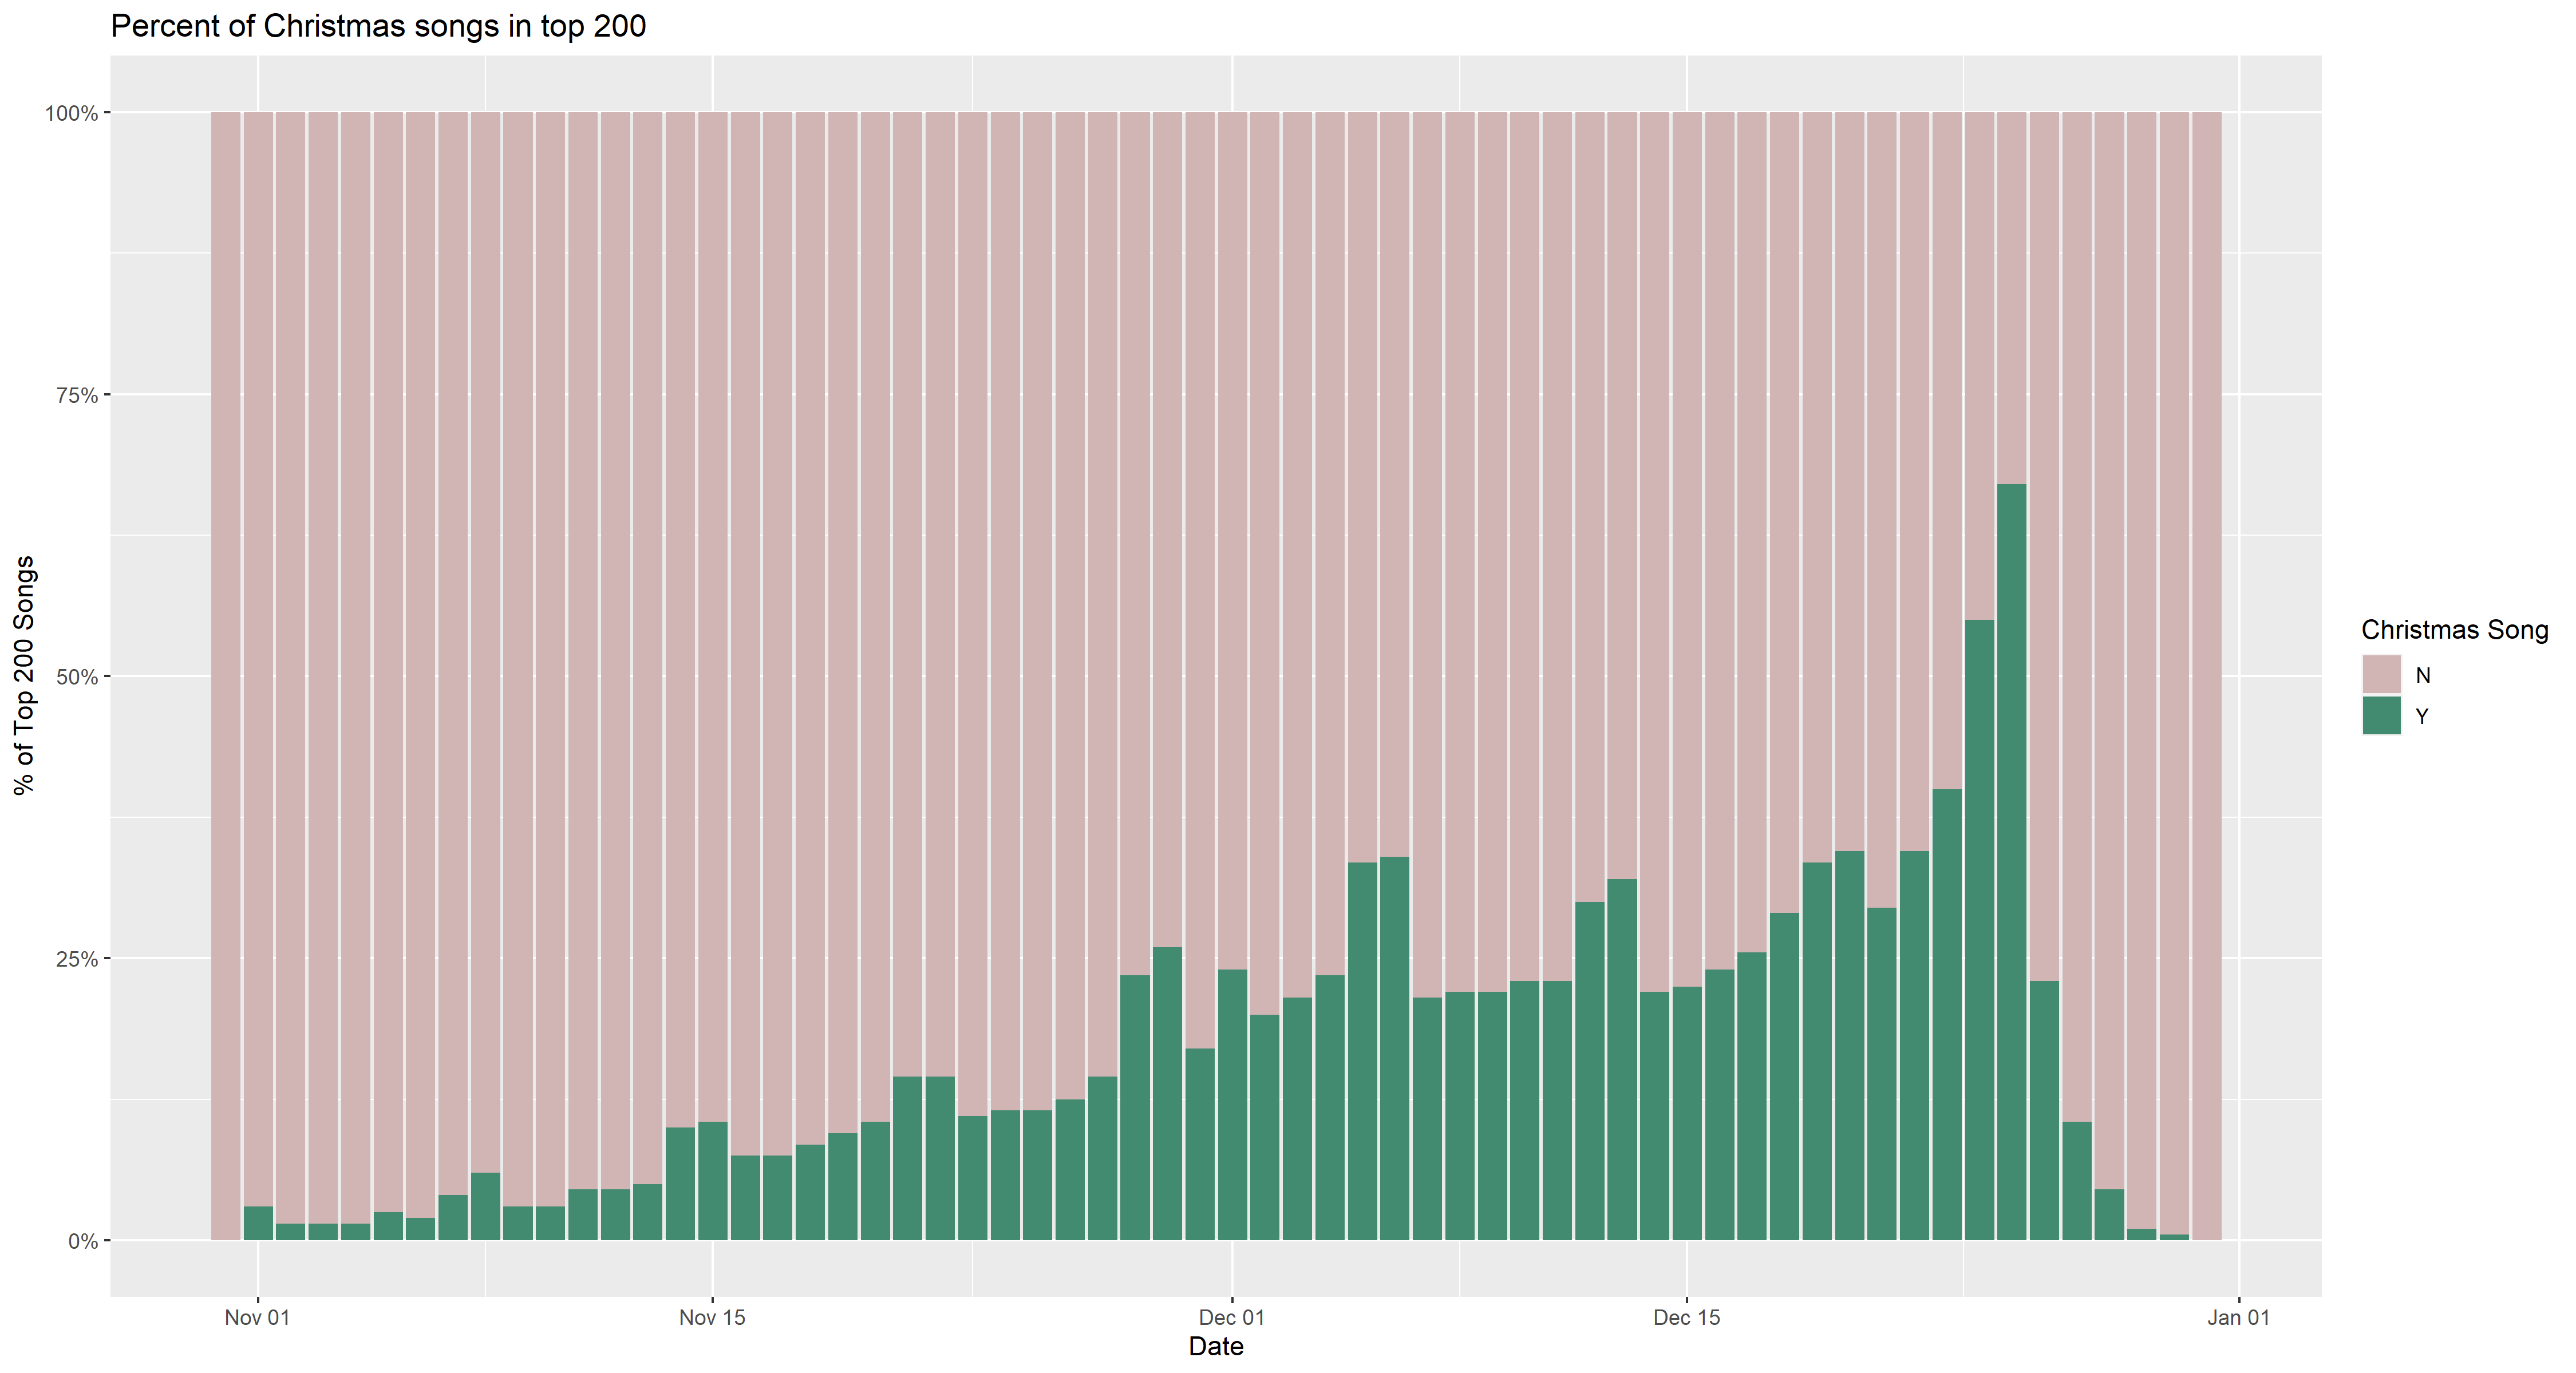 Percent of Christmas songs in top 200
% of Top 200 Songs
100%
75%
50%
25%
0%
Nov 01
Nov 15
Dec 01
Dec 15
Jan 01
Date
Christmas Song
N
Y